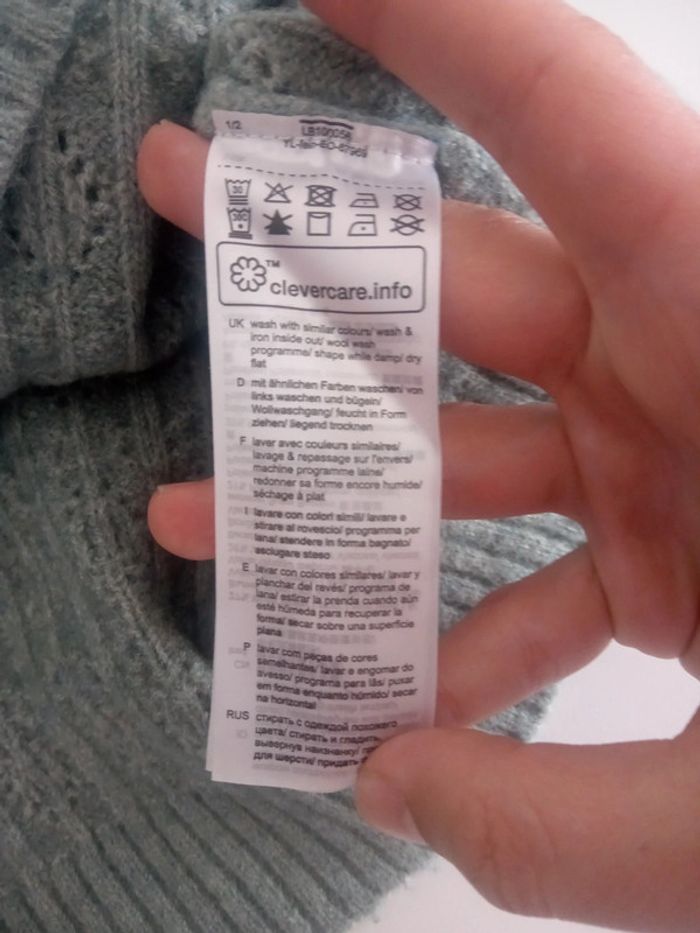 1/2
30
30C
™
clevercare.info
UK wash with similar colours/ wash &
iron inside out/ wool wash
programme/ shape while damp/ dry
flat
D mit ähnlichen Farben waschen/ von
links waschen und bügeln/
Wollwaschgang/ feucht in Form
ziehen/ liegend trocknen
F laver avec couleurs similaires/
lavage & repassage sur l'envers/
machine programme laine/
redonner sa forme encore humide/
séchage à plat
I lavare con colori simili/ lavare e
stirare al rovescio/ programma per
lana/ stendere in forma bagnato/
asciugare steso
E lavar con colores similares/ lavar y
planchar del revés/ programa de
lana/ estirar la prenda cuando aún
esté húmeda para recuperar la
forma/ secar sobre una superficie
plana
P lavar com peças de cores
semelhantes/ lavar e engomar do
avesso/ programa para lãs/ puxar
em forma enquanto húmido/ secar
na horizontal
RUS стирать с одеждой похожего
цвета/ стирать и гладить,
вывернув наизнанку/
для шерсти/ придать